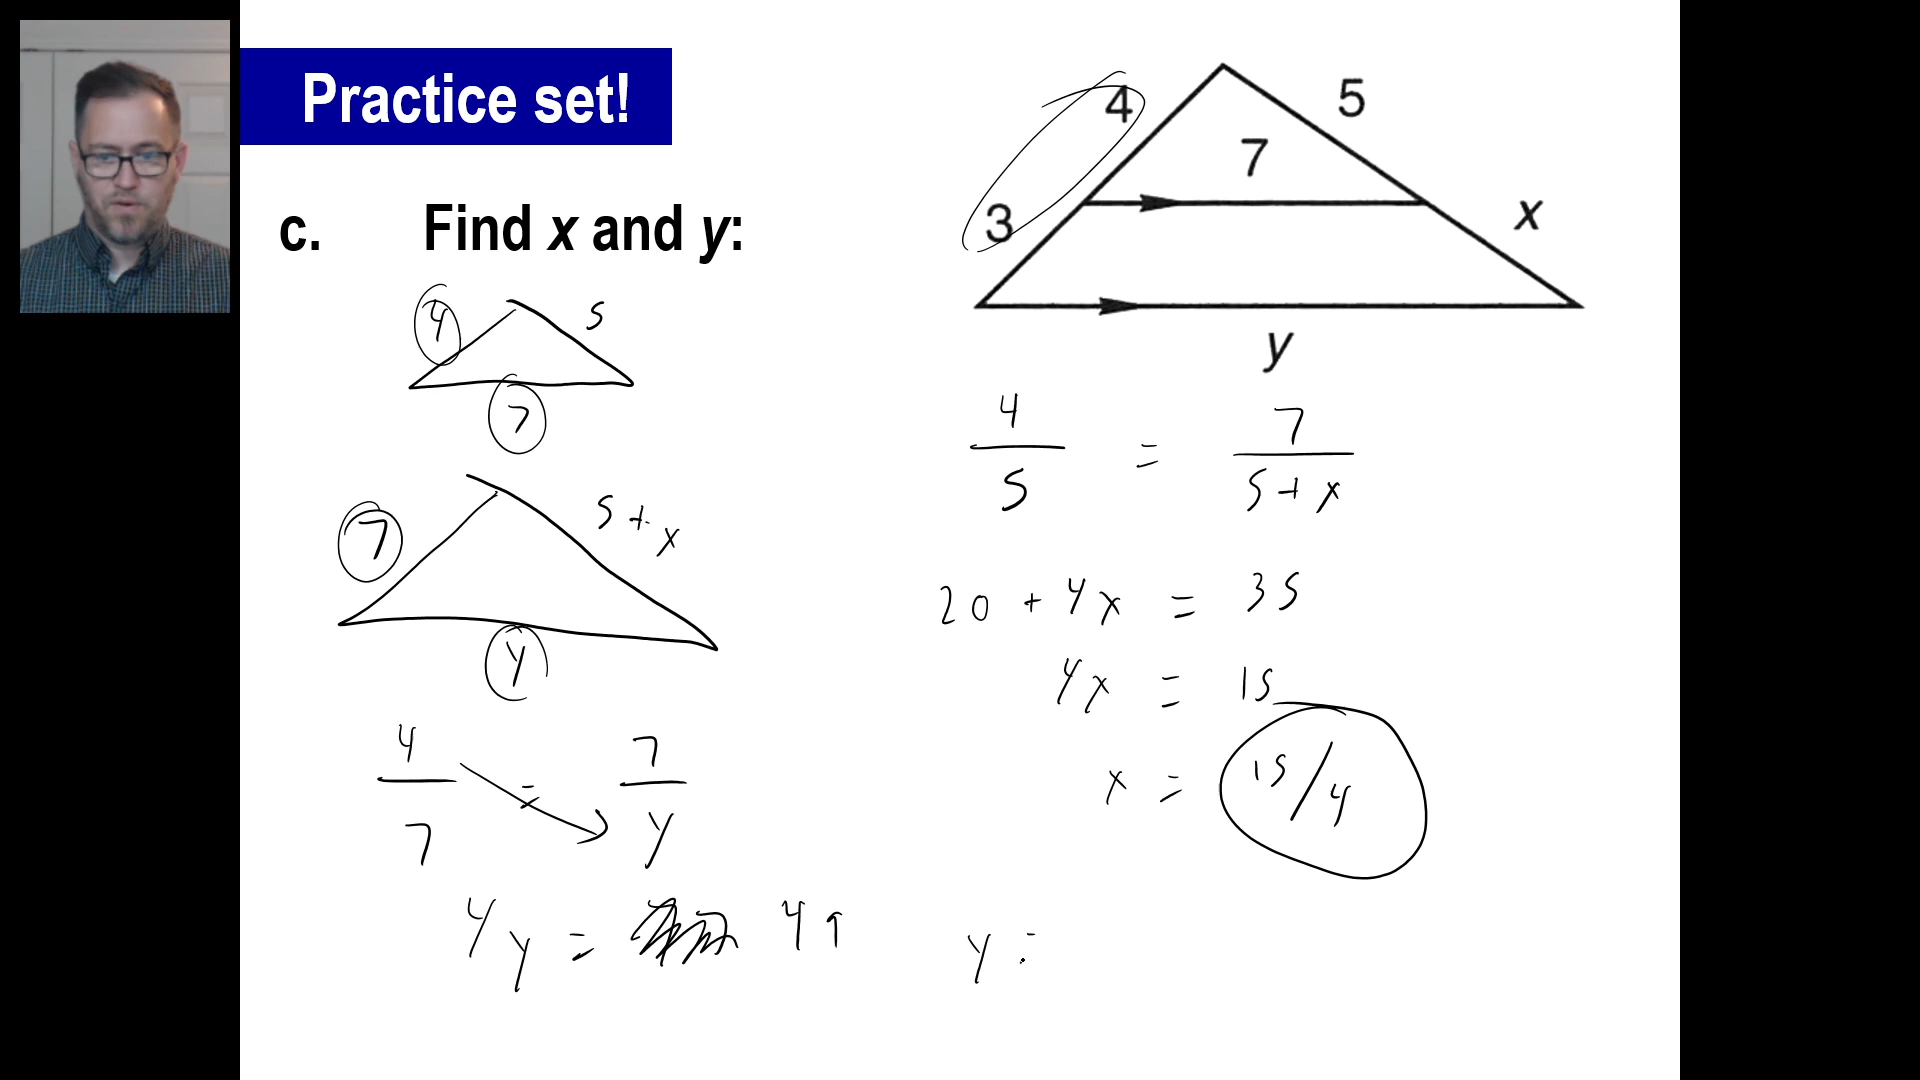 Practice set!
c. Find x and y:
4 5
7
3 x
y
4 5
7
7 5 + x
y
4/5 = 7/5 + x
20 + 4x = 35
4x = 15
x = 15/4
4/7 = 7/y
4y = 49
y =